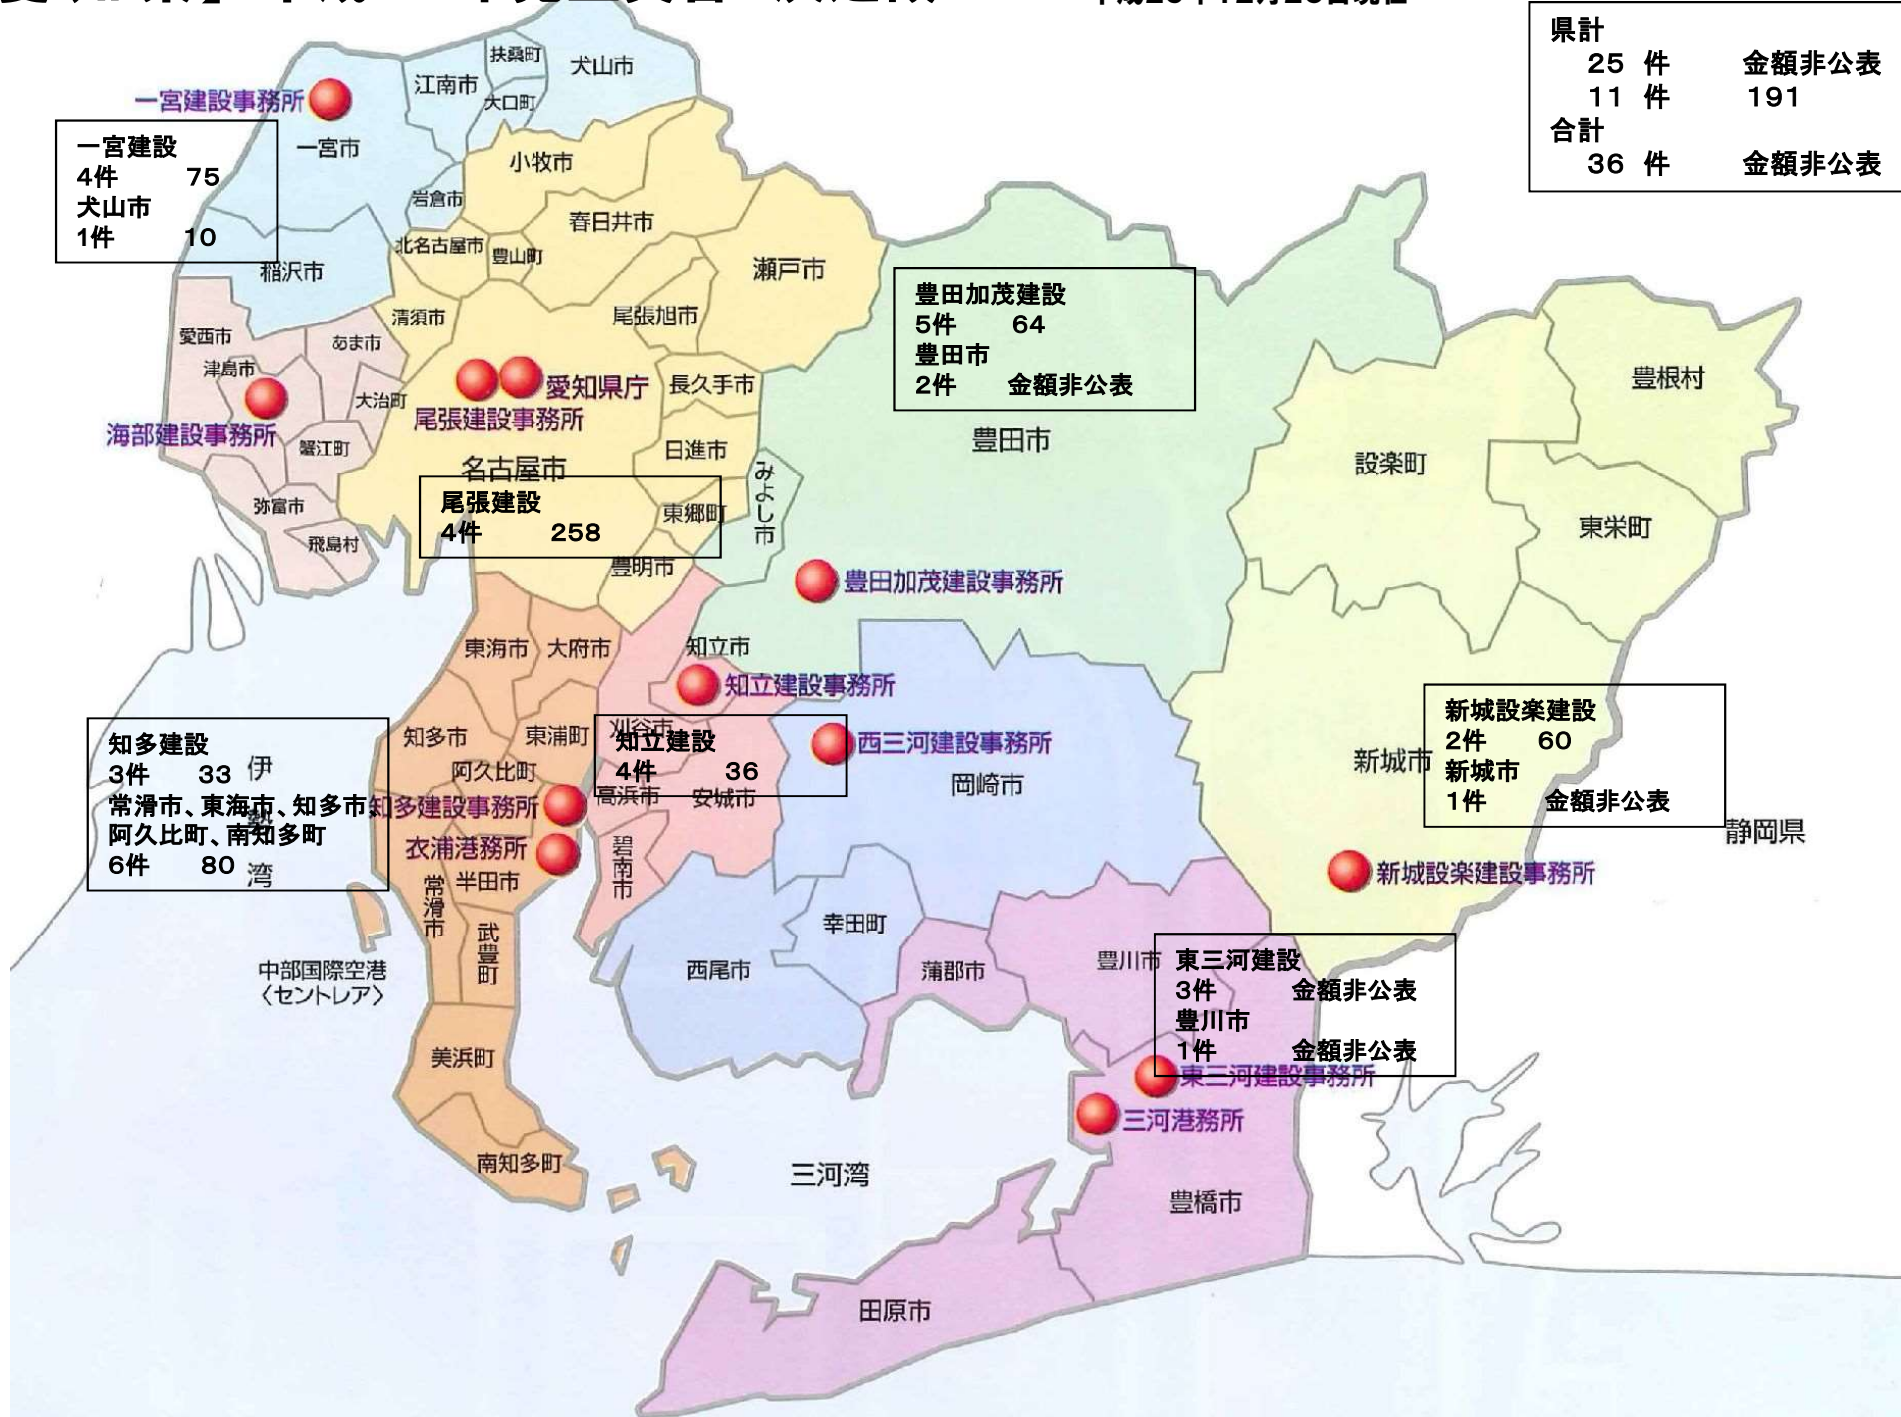 県計
25 件 金額非公表
11 件 191
合計
36 件 金額非公表
扶桑町
犬山市
江南市
大口町
一宮建設事務所
一宮市
一宮建設
4件 75
犬山市
1件 10
小牧市
岩倉市
春日井市
北名古屋市
豊山町
稲沢市
瀬戸市
清須市
尾張旭市
愛西市
あま市
津島市
大治町
愛知県庁
尾張建設事務所
長久手市
海部建設事務所
蟹江町
日進市
名古屋市
尾張建設
4件 258
弥富市
東郷町
みよし市
飛島村
豊明市
豊田加茂建設
5件 64
豊田市
2件 金額非公表
豊田市
豊根村
設楽町
東栄町
豊田加茂建設事務所
東海市
大府市
知立市
知立建設事務所
知多市
東浦町
刈谷市
知立建設
4件 36
西三河建設事務所
岡崎市
阿久比町
高浜市
安城市
知多建設
3件 33
常滑市、東海市、知多市
阿久比町、南知多町
6件 80
伊勢湾
知多建設事務所
衣浦港務所
半田市
碧南市
常滑市
武豊町
新城設楽建設
2件 60
新城市
1件 金額非公表
新城市
静岡県
新城設楽建設事務所
幸田町
西尾市
蒲郡市
豊川市
東三河建設
3件 金額非公表
豊川市
1件 金額非公表
中部国際空港
〈セントレア〉
美浜町
東三河建設事務所
三河港務所
南知多町
三河湾
豊橋市
田原市